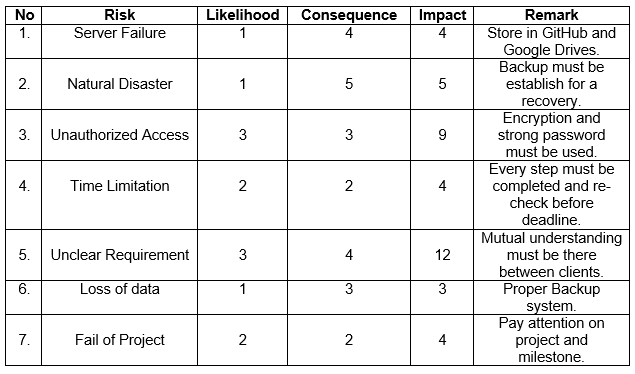 No Risk Likelihood Consequence Impact Remark
1. Server Failure 1 4 4 Store in GitHub and
Google Drives.
2. Natural Disaster 1 5 5 Backup must be
establish for a
recovery.
3. Unauthorized Access 3 3 9 Encryption and
strong password
must be used.
4. Time Limitation 2 2 4 Every step must be
completed and re-
check before
deadline.
5. Unclear Requirement 3 4 12 Mutual understanding
must be there
between clients.
6. Loss of data 1 3 3 Proper Backup
system.
7. Fail of Project 2 2 4 Pay attention on
project and
milestone.